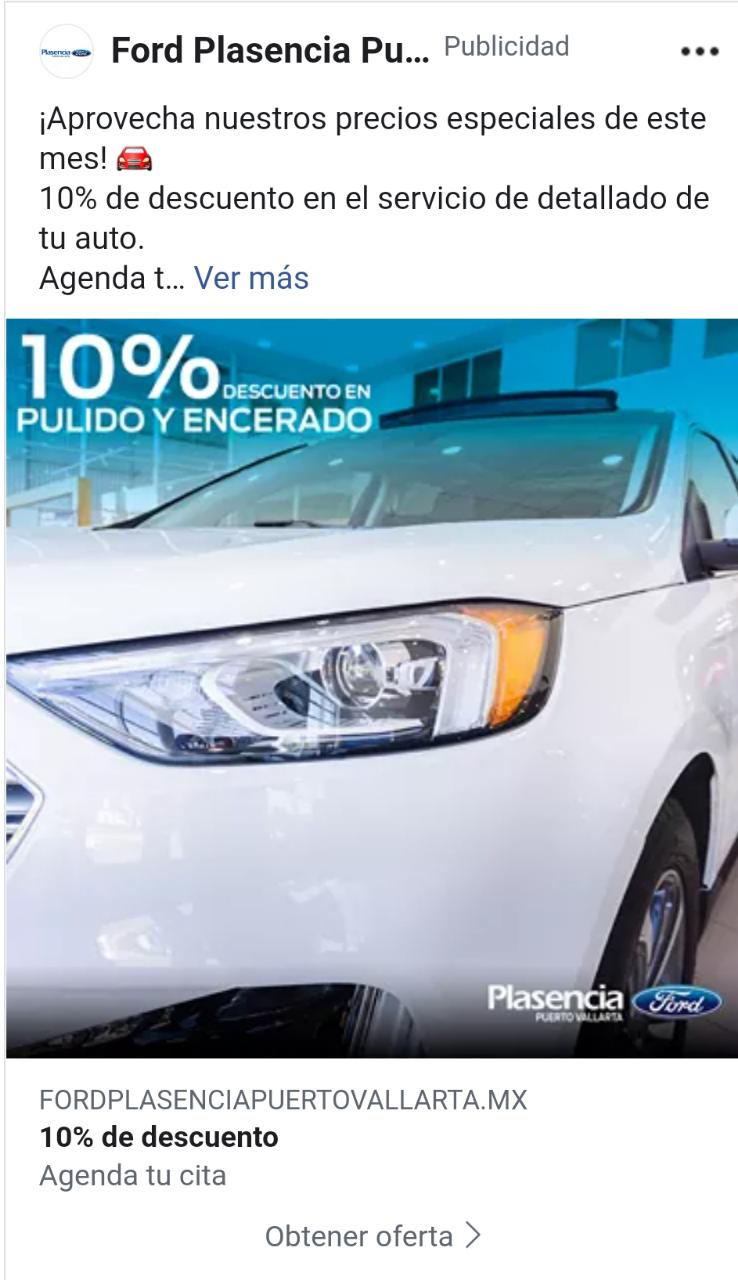 Ford Plasencia Pu... Publicidad
¡Aprovecha nuestros precios especiales de este
mes! 🚘
10% de descuento en el servicio de detallado de
tu auto.
Agenda t... Ver más
10% DESCUENTO EN
PULIDO Y ENCERADO
Plasencia Ford
PUERTO VALLARTA
FORDPLASENCIAPUERTOVALLARTA.MX
10% de descuento
Agenda tu cita
Obtener oferta